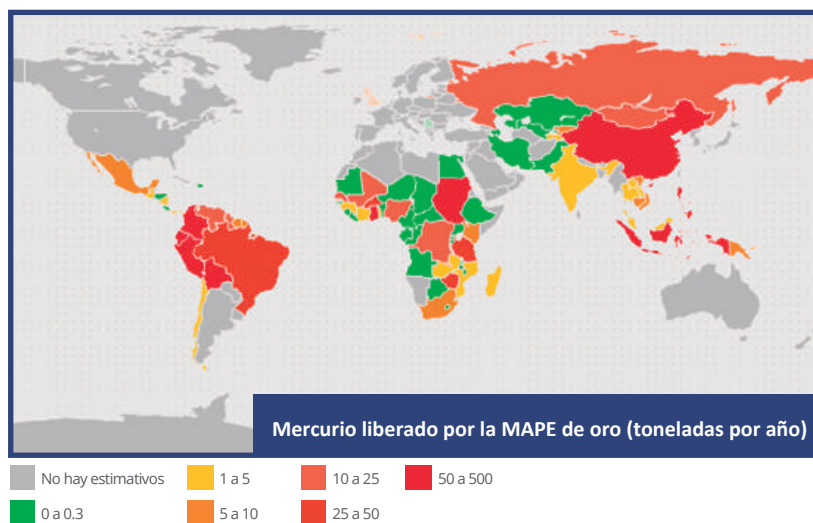 Mercurio liberado por la MAPE de oro (toneladas por año)
No hay estimativos
1 a 5
10 a 25
50 a 500
0 a 0.3
5 a 10
25 a 50